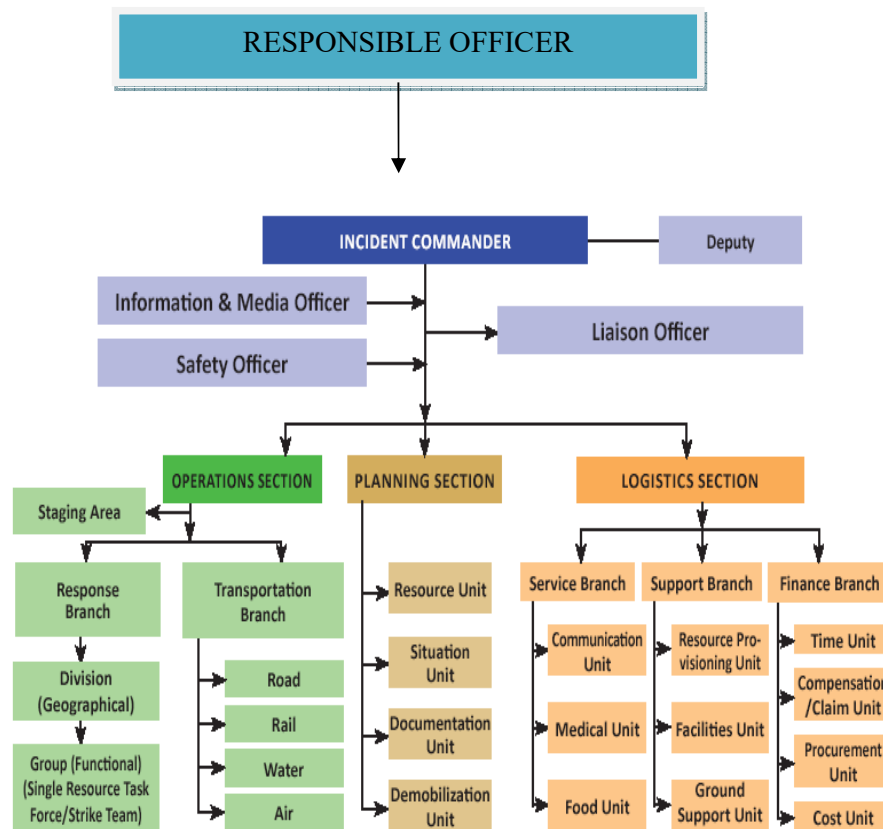 RESPONSIBLE OFFICER
INCIDENT COMMANDER
Deputy
Information & Media Officer
Liaison Officer
Safety Officer
OPERATIONS SECTION
PLANNING SECTION
LOGISTICS SECTION
Staging Area
Response
Branch
Transportation
Branch
Division
(Geographical)
Group (Functional)
(Single Resource Task
Force/Strike Team)
Road
Rail
Water
Air
Resource Unit
Situation
Unit
Documentation
Unit
Demobilization
Unit
Service Branch
Support Branch
Finance Branch
Communication
Unit
Medical Unit
Food Unit
Resource Pro-
visioning Unit
Facilities Unit
Ground
Support Unit
Time Unit
Compensation
/Claim Unit
Procurement
Unit
Cost Unit